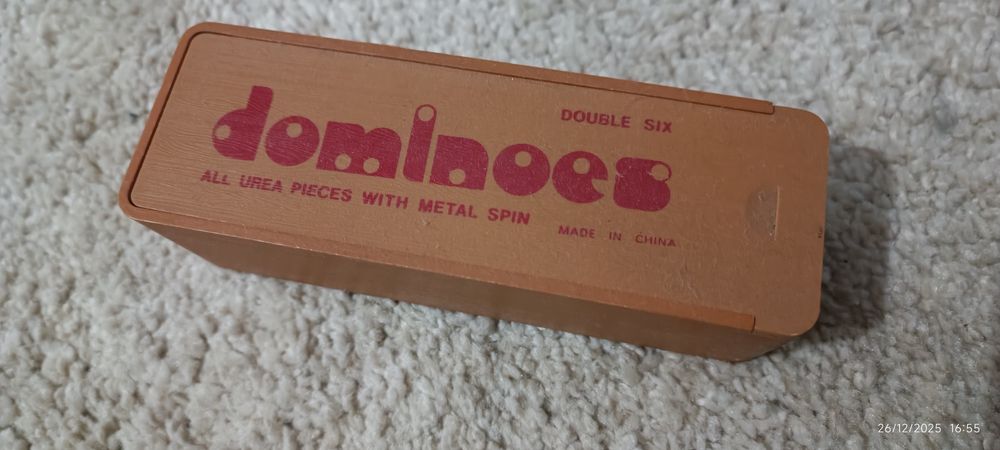 DOUBLE SIX
dominoes
ALL UREA PIECES WITH METAL SPIN
MADE IN CHINA
26/12/2025 16:55